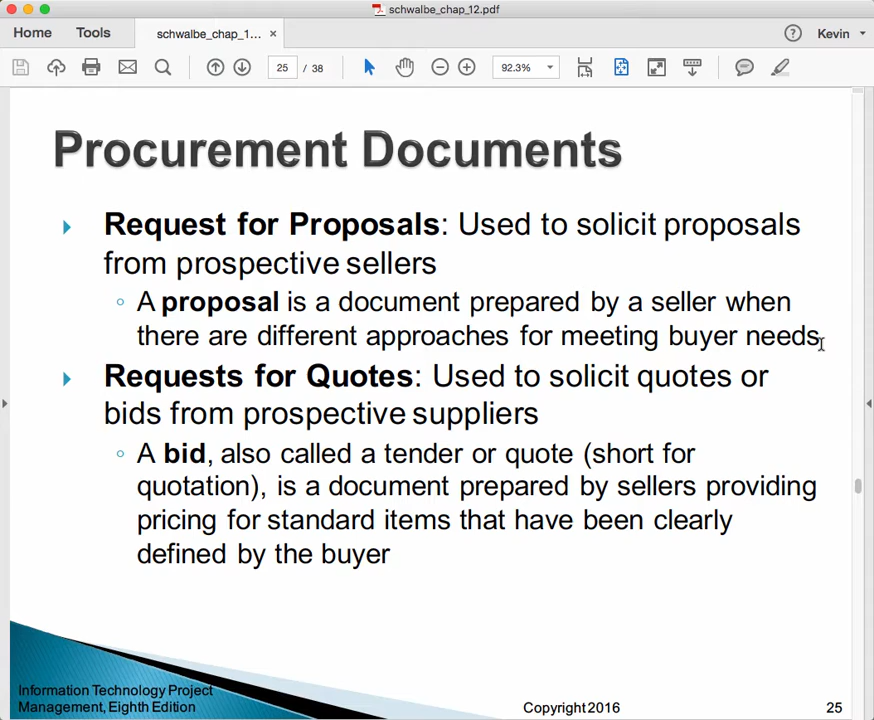 schwalbe_chap_12.pdf
Home Tools schwalbe_chap_1... × Kevin
25 / 38 92.3%
Procurement Documents
Request for Proposals: Used to solicit proposals
from prospective sellers
A proposal is a document prepared by a seller when
there are different approaches for meeting buyer needs
Requests for Quotes: Used to solicit quotes or
bids from prospective suppliers
A bid, also called a tender or quote (short for
quotation), is a document prepared by sellers providing
pricing for standard items that have been clearly
defined by the buyer
Information Technology Project
Management, Eighth Edition Copyright 2016 25